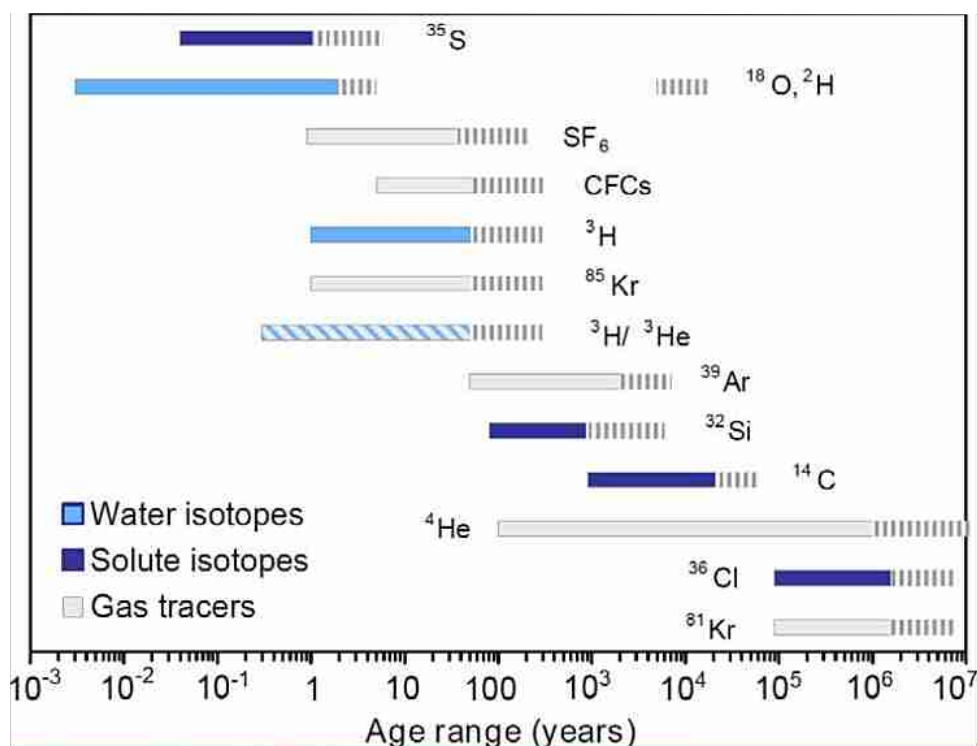 ³⁵S
¹⁸O, ²H
SF₆
CFCs
³H
⁸⁵Kr
³H/ ³He
³⁹Ar
³²Si
¹⁴C
⁴He
³⁶Cl
⁸¹Kr
Water isotopes
Solute isotopes
Gas tracers
10⁻³ 10⁻² 10⁻¹ 1 10 100 10³ 10⁴ 10⁵ 10⁶ 10⁷
Age range (years)